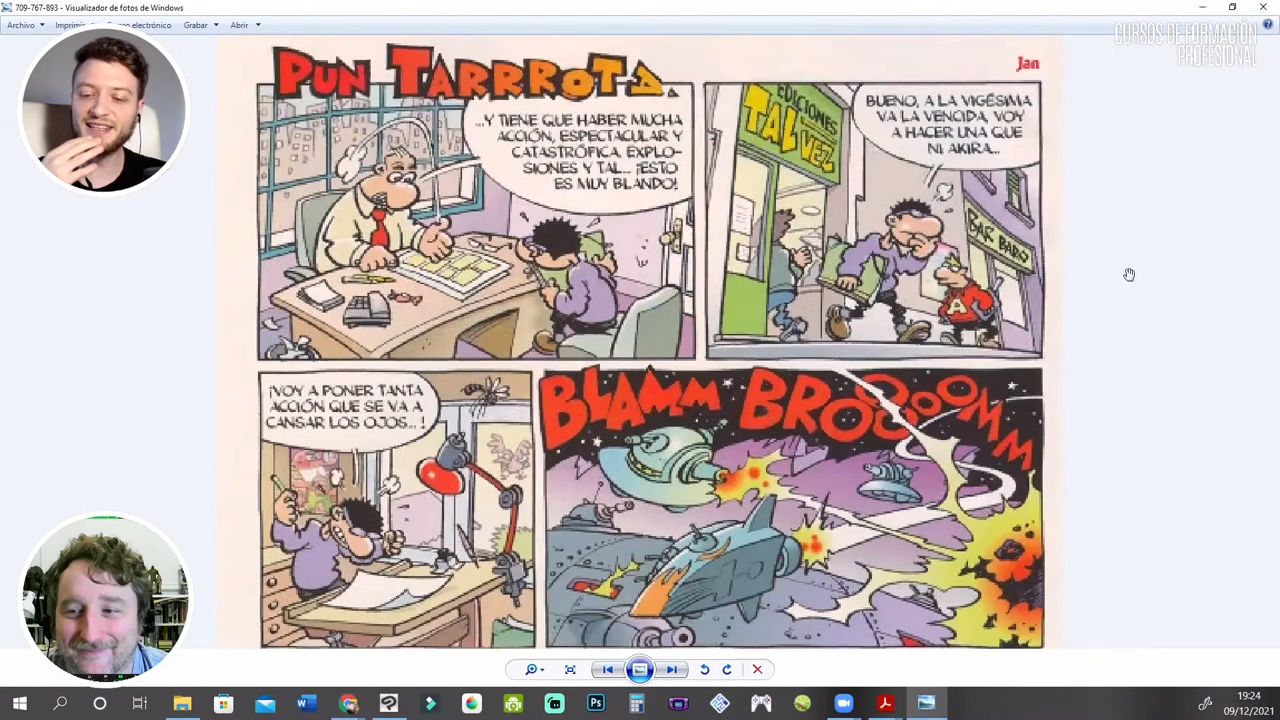 709-767-893 - Visualizador de fotos de Windows
Archivo
electrónico
Grabar
Abrir
CURSOS DE FORMACIÓN
PROFESIONAL
PUN TARRROTA.
Jan
...Y TIENE QUE HABER MUCHA
ACCIÓN, ESPECTACULAR Y
CATASTRÓFICA, EXPLO-
SIONES Y TAL... ¡ESTO
ES MUY BLANDO!
EDICIONES
TAL VEZ
BUENO, A LA VIGÉSIMA
VA LA VENCIDA, VOY
A HACER UNA QUE
NI AKIRA...
BAR BARO
A
¡VOY A PONER TANTA
ACCIÓN QUE SE VA A
CANSAR LOS OJOS...!
BLAMM BROOOOOMMM
19:24
09/12/2021